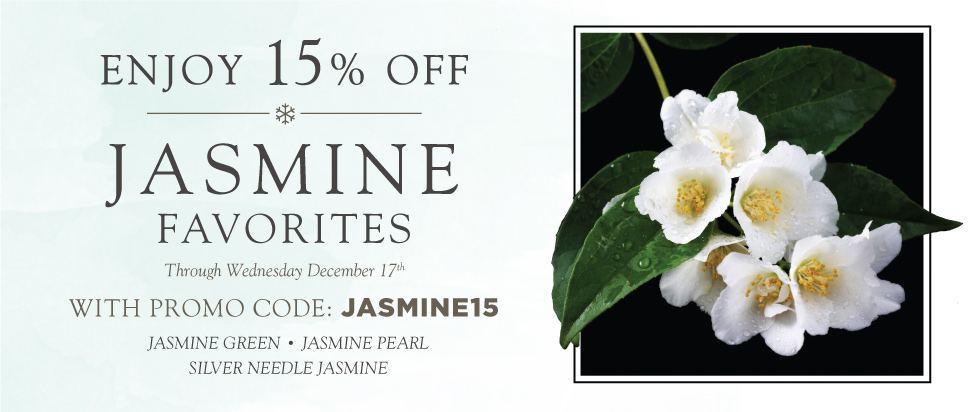 ENJOY 15% OFF
JASMINE
FAVORITES
Through Wednesday December 17th
WITH PROMO CODE: JASMINE15
JASMINE GREEN • JASMINE PEARL
SILVER NEEDLE JASMINE